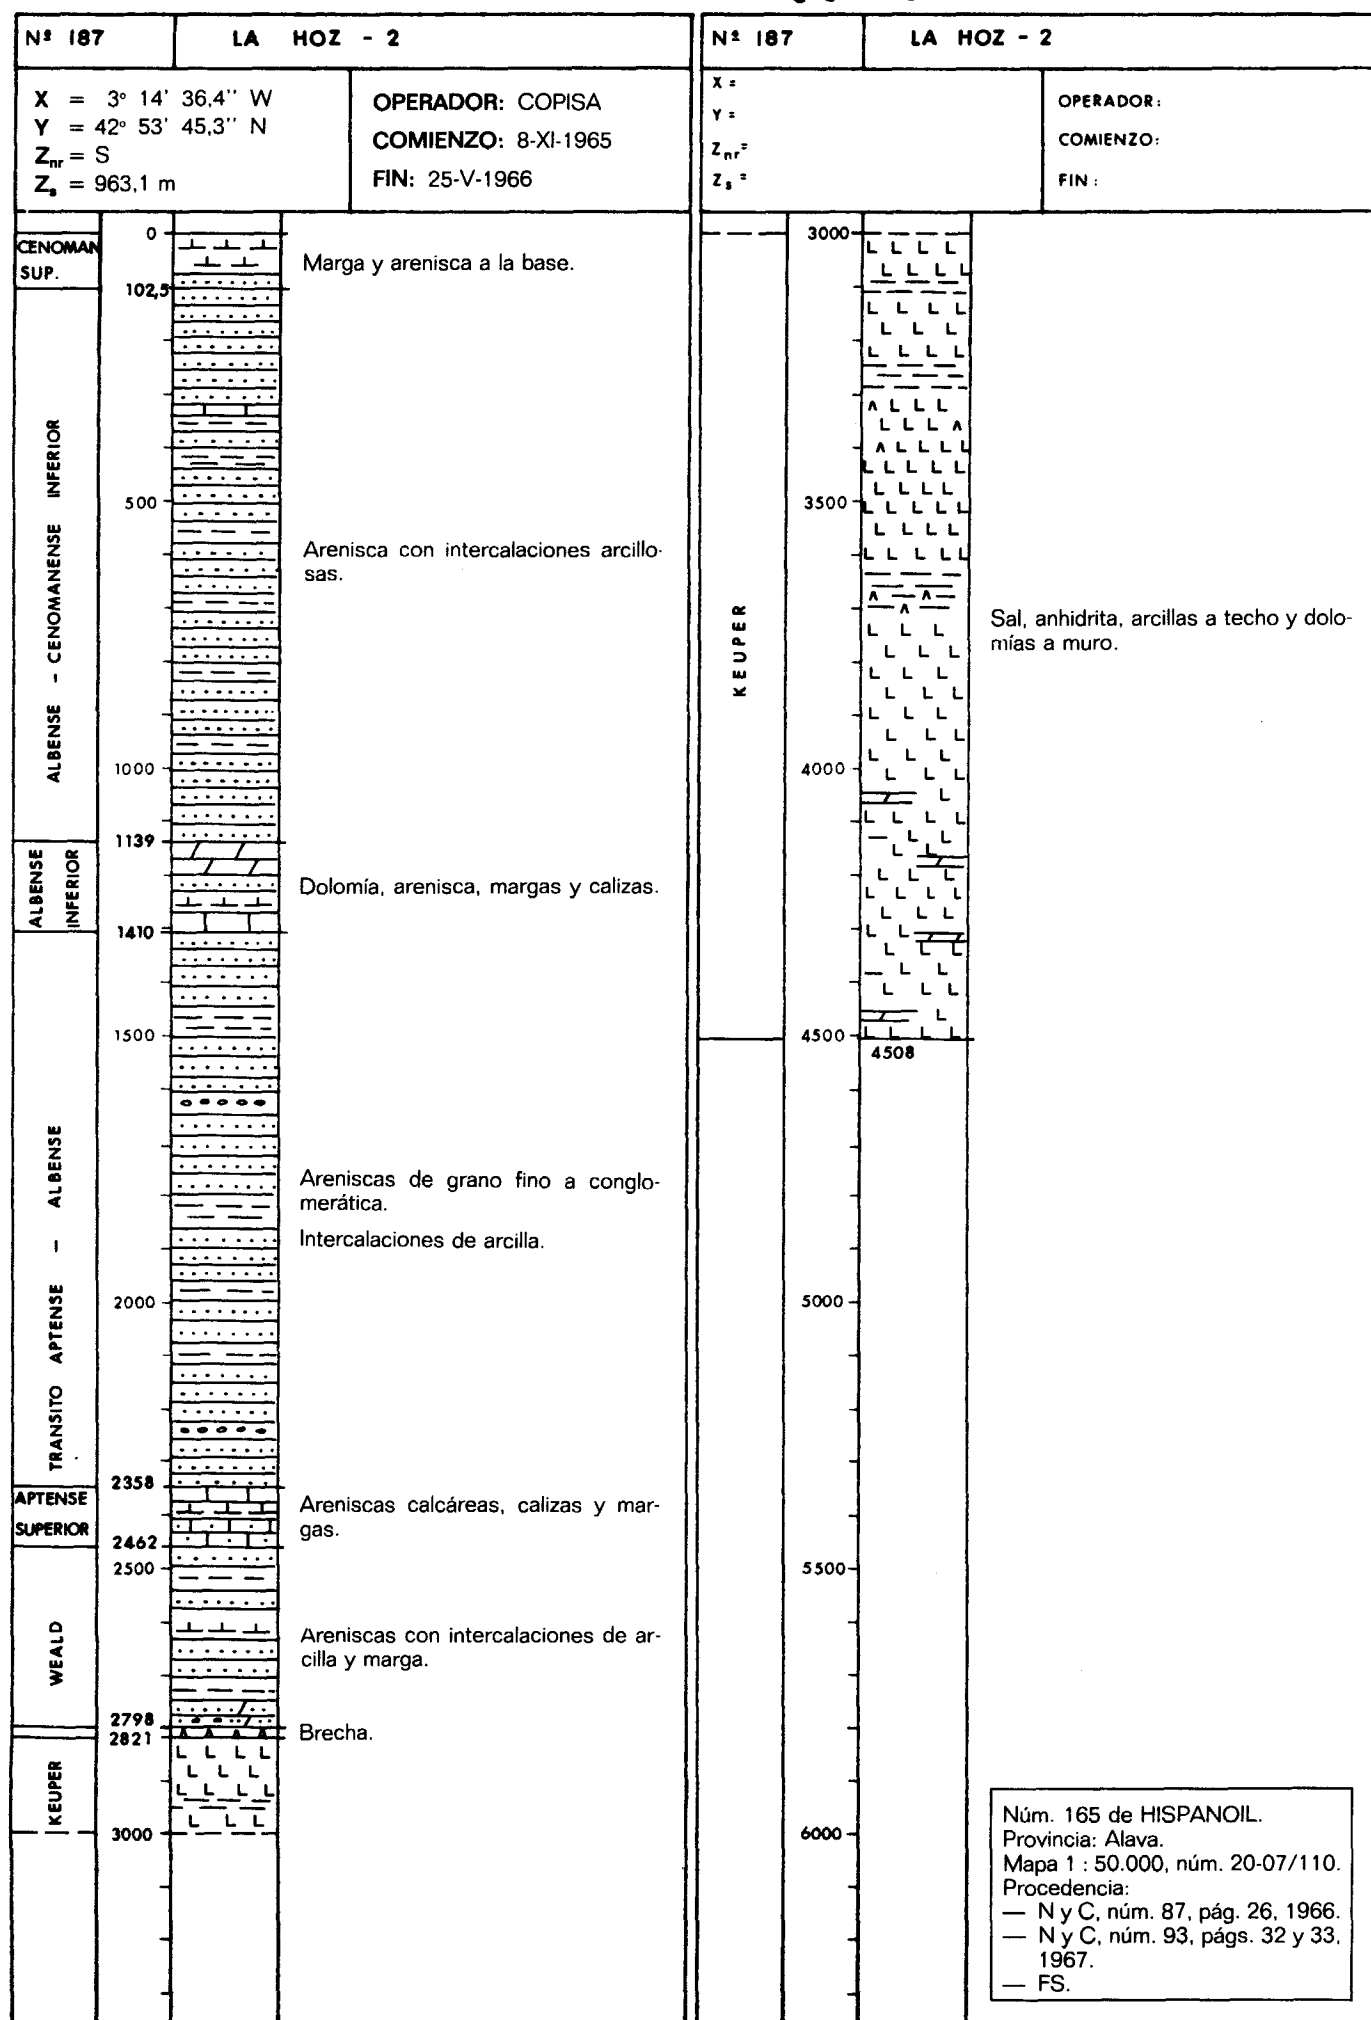 Nº 187 LA HOZ - 2
X = 3° 14' 36,4'' W
Y = 42° 53' 45,3'' N
Znr = S
Zs = 963,1 m
OPERADOR: COPISA
COMIENZO: 8-XI-1965
FIN: 25-V-1966
CENOMAN
SUP.
ALBENSE - CENOMANENSE INFERIOR
ALBENSE
INFERIOR
TRANSITO APTENSE - ALBENSE
APTENSE
SUPERIOR
WEALD
KEUPER
0
102,5
500
1000
1139
1410
1500
2000
2358
2462
2500
2798
2821
3000
Marga y arenisca a la base.
Arenisca con intercalaciones arcillo-
sas.
Dolomía, arenisca, margas y calizas.
Areniscas de grano fino a conglo-
merática.
Intercalaciones de arcilla.
Areniscas calcáreas, calizas y mar-
gas.
Areniscas con intercalaciones de ar-
cilla y marga.
Brecha.
Nº 187 LA HOZ - 2
X =
Y =
Znr=
Zs =
OPERADOR:
COMIENZO:
FIN:
KEUPER
3000
3500
4000
4500
4508
5000
5500
6000
Sal, anhidrita, arcillas a techo y dolo-
mías a muro.
Núm. 165 de HISPANOIL.
Provincia: Alava.
Mapa 1 : 50.000, núm. 20-07/110.
Procedencia:
— N y C, núm. 87, pág. 26, 1966.
— N y C, núm. 93, págs. 32 y 33,
1967.
— FS.